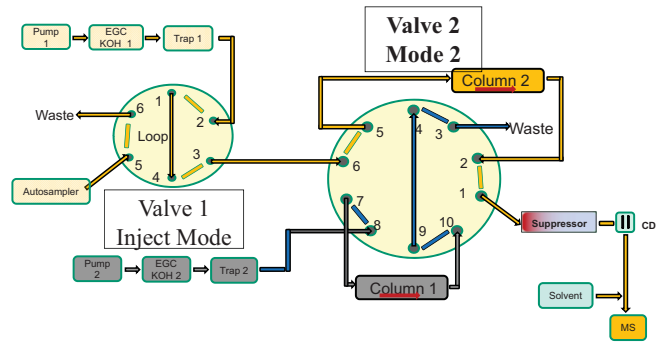 Pump
1
EGC
KOH 1
Trap 1
Valve 2
Mode 2
Column 2
Waste
6
1
2
Loop
5
4
3
5
4
3
Waste
6
2
1
7
8
9
10
Autosampler
Valve 1
Inject Mode
Suppressor
CD
Pump
2
EGC
KOH 2
Trap 2
Column 1
Solvent
MS